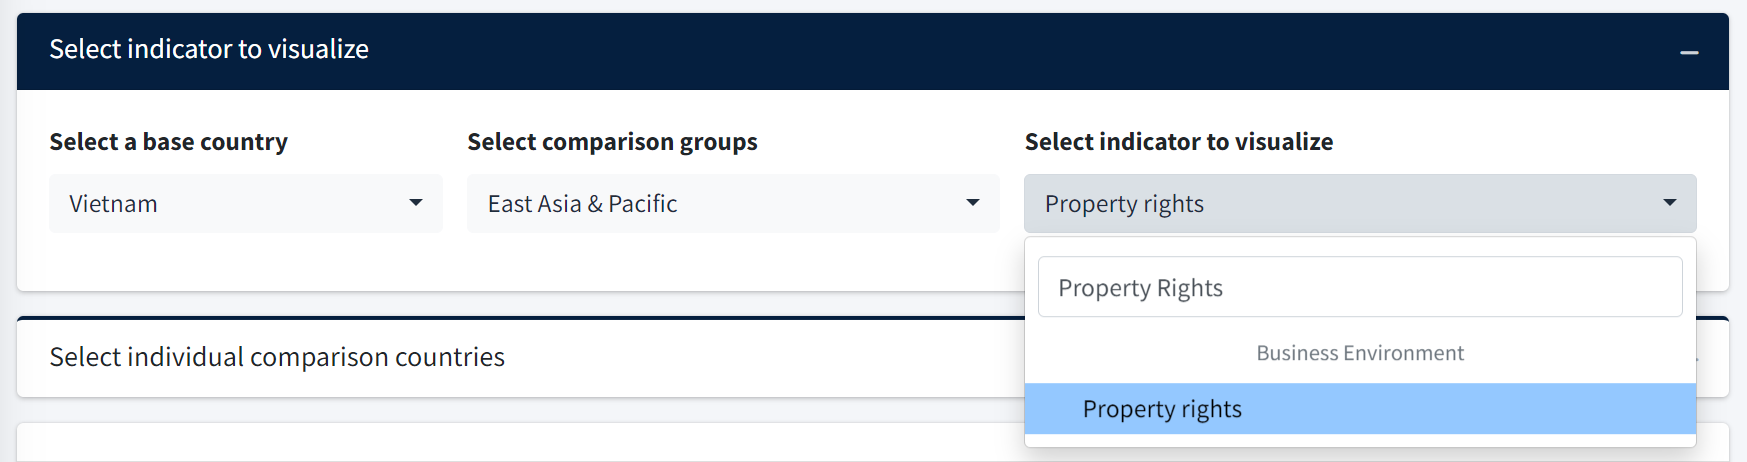 Select indicator to visualize
Select a base country
Select comparison groups
Select indicator to visualize
Vietnam
East Asia & Pacific
Property rights
Property Rights
Business Environment
Property rights
Select individual comparison countries